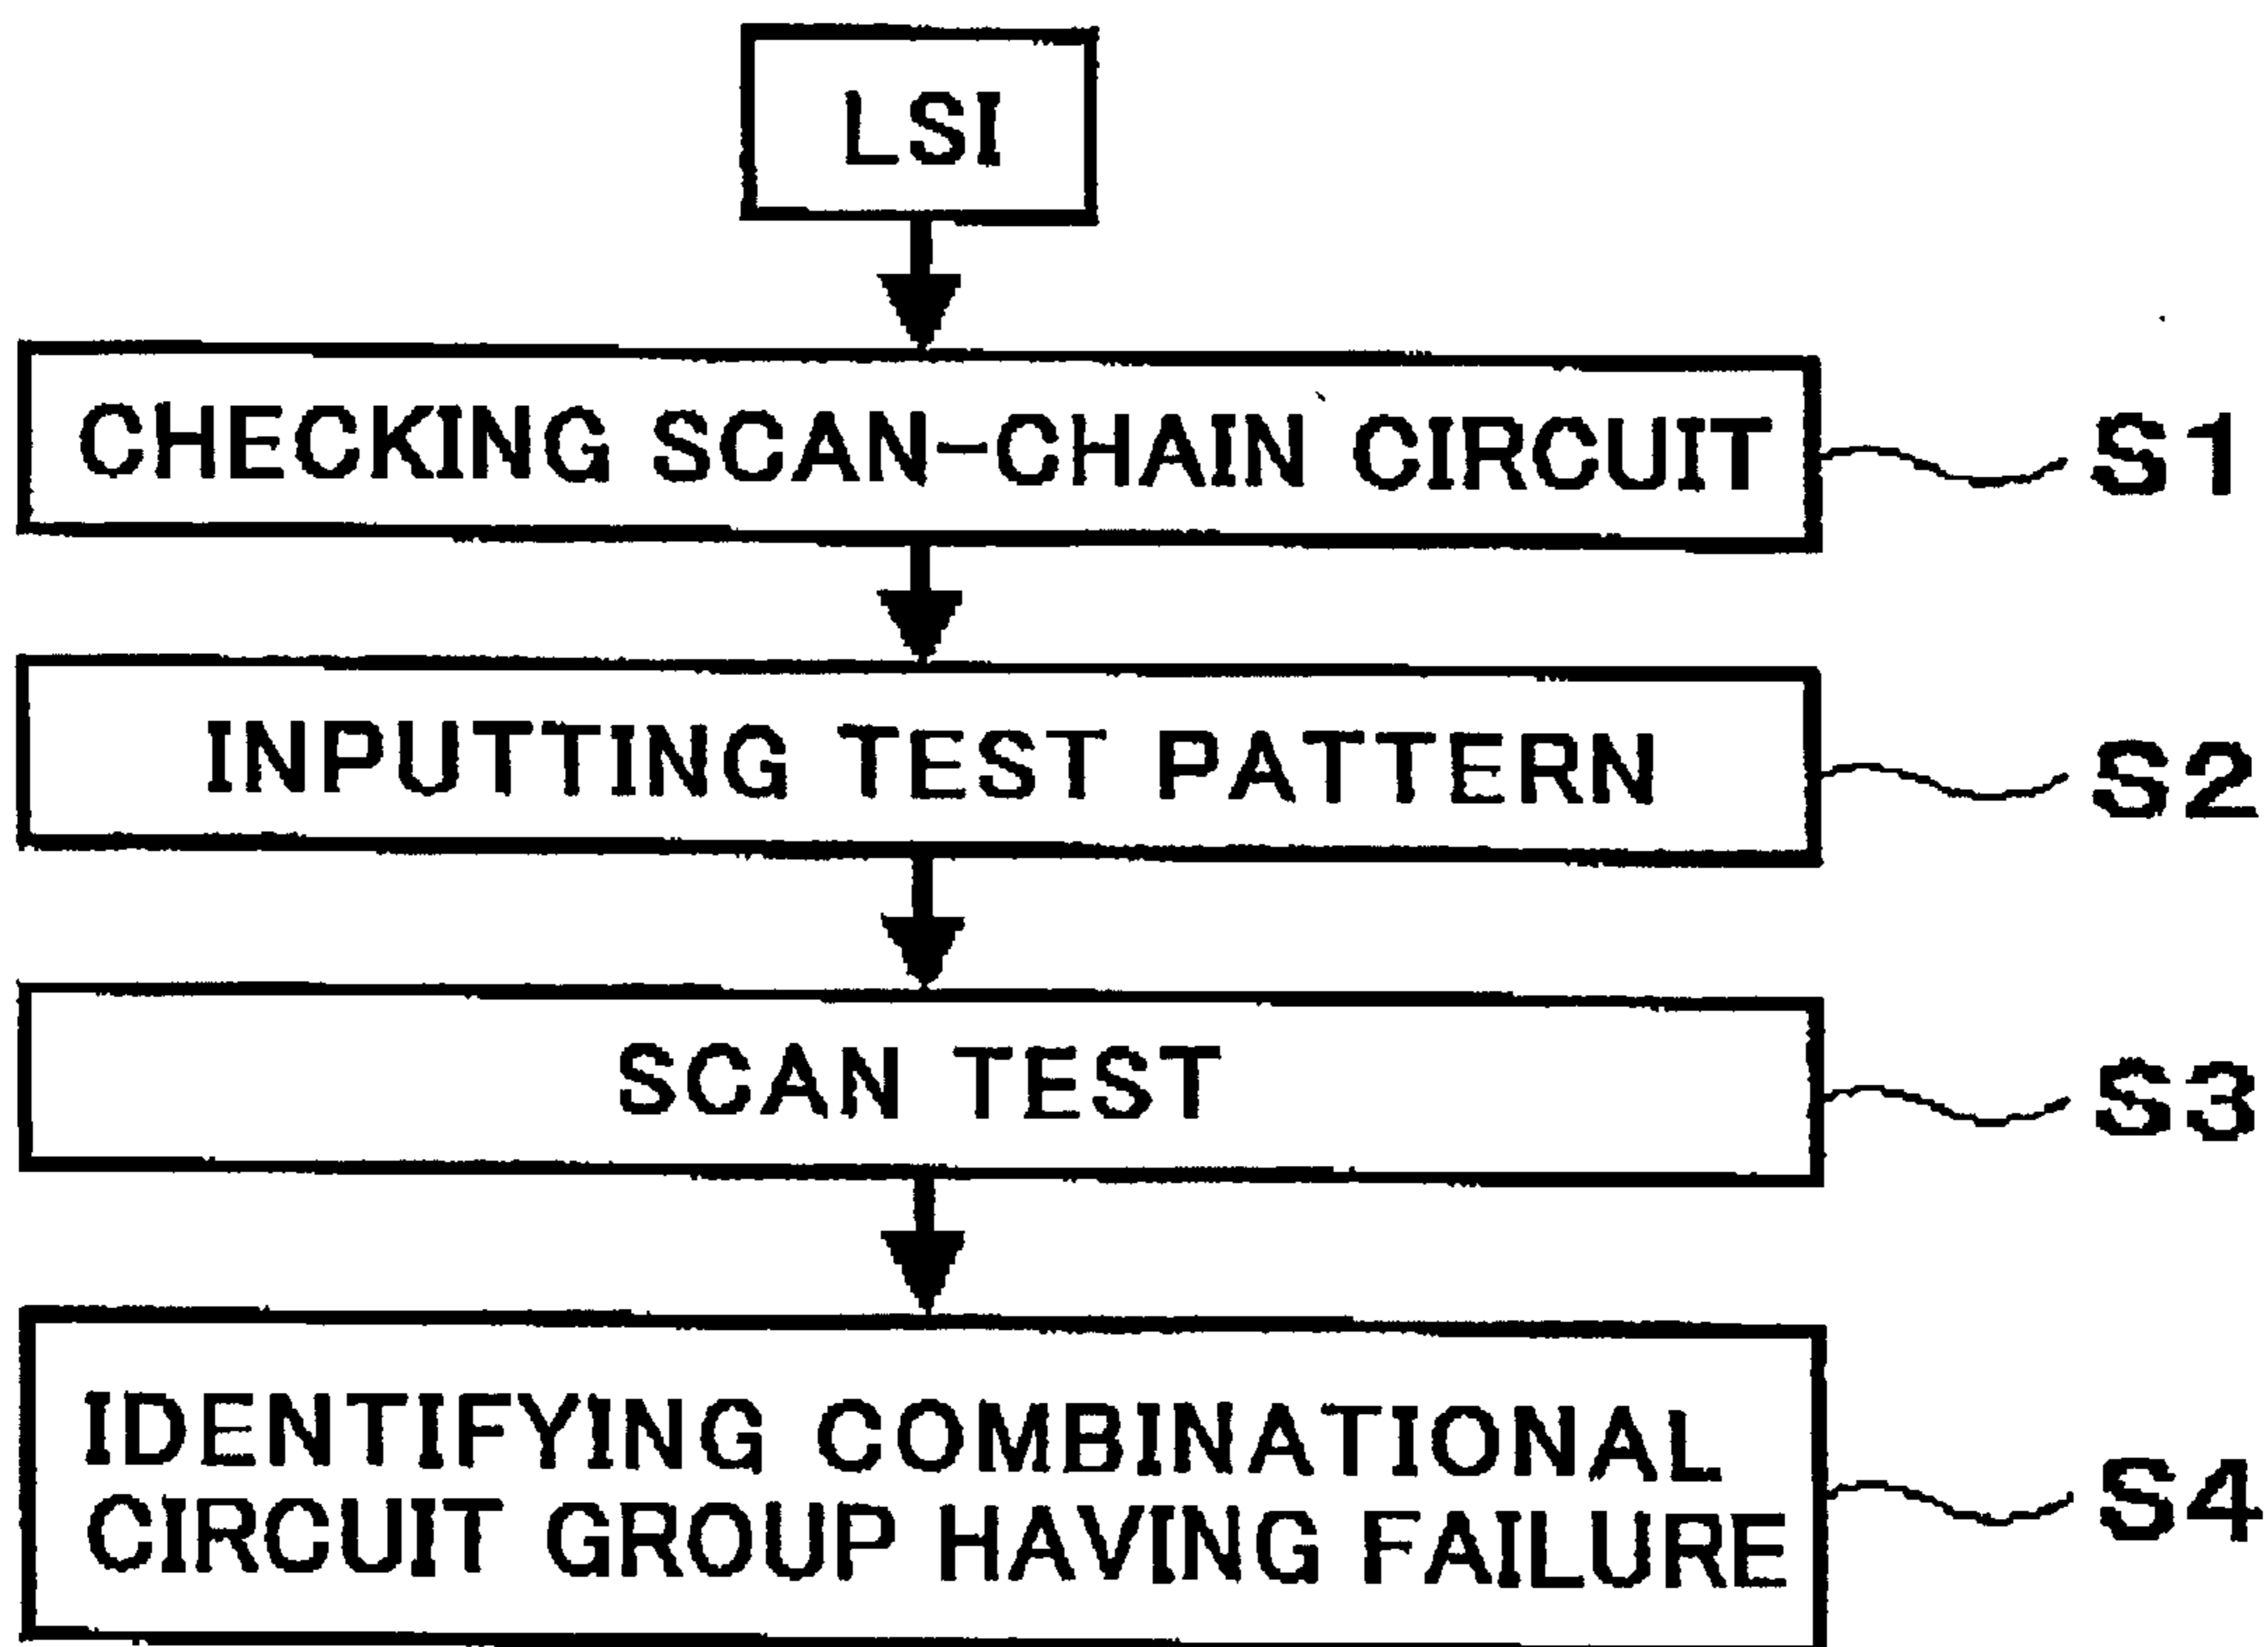 LSI
CHECKING SCAN-CHAIN CIRCUIT
S1
INPUTTING TEST PATTERN
S2
SCAN TEST
S3
IDENTIFYING COMBINATIONAL
CIRCUIT GROUP HAVING FAILURE
S4